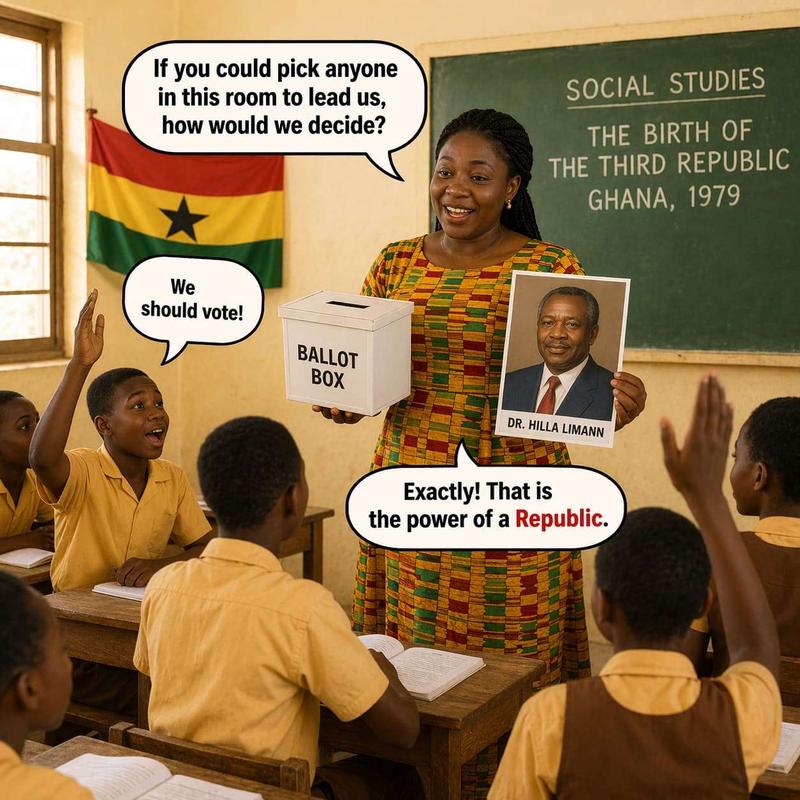 If you could pick anyone
in this room to lead us,
how would we decide?
SOCIAL STUDIES
THE BIRTH OF
THE THIRD REPUBLIC
GHANA, 1979
We
should vote!
BALLOT
BOX
DR. HILLA LIMANN
Exactly! That is
the power of a Republic.